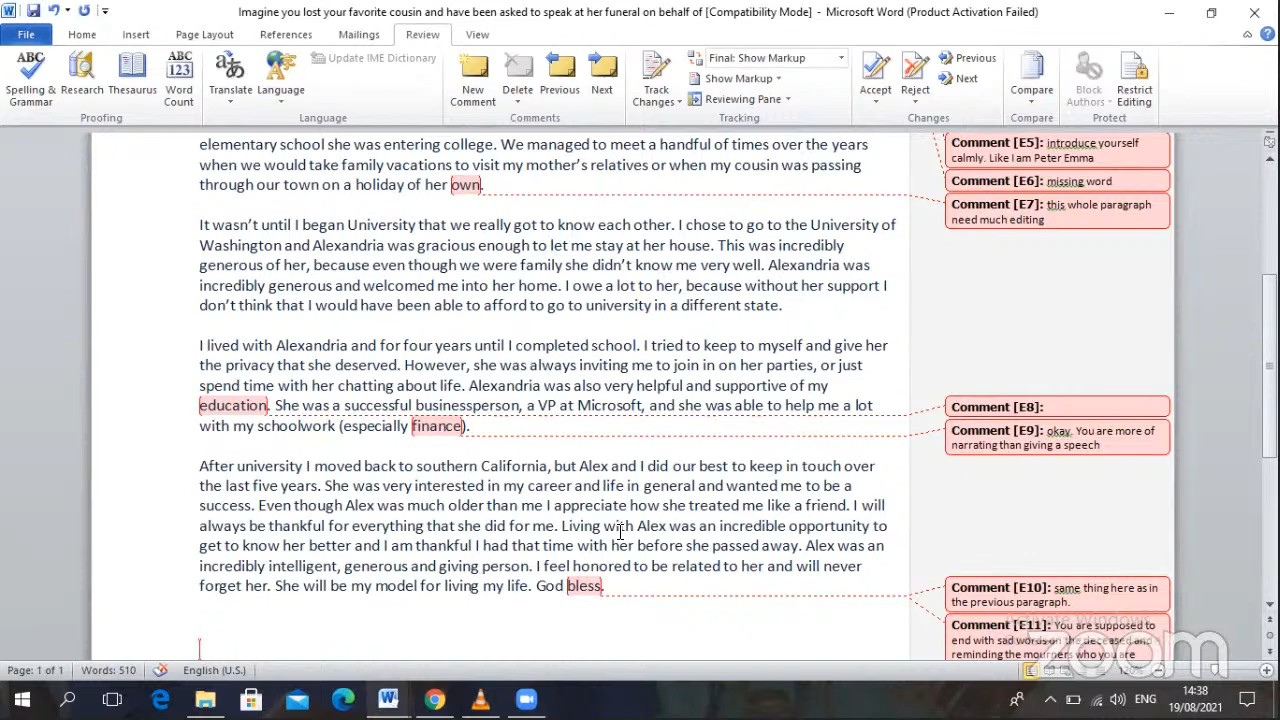 Imagine you lost your favorite cousin and have been asked to speak at her funeral on behalf of [Compatibility Mode] - Microsoft Word (Product Activation Failed)
File Home Insert Page Layout References Mailings Review View
ABC Spelling & Grammar
Research
Thesaurus
ABC 123 Word Count
Translate
Language
Update IME Dictionary
New Comment
Delete
Previous
Next
Track Changes
Final: Show Markup
Show Markup
Reviewing Pane
Accept
Reject
Previous
Next
Compare
Block Authors
Restrict Editing
Proofing Language Comments Tracking Changes Compare Protect
elementary school she was entering college. We managed to meet a handful of times over the years
when we would take family vacations to visit my mother's relatives or when my cousin was passing
through our town on a holiday of her own.
It wasn't until I began University that we really got to know each other. I chose to go to the University of
Washington and Alexandria was gracious enough to let me stay at her house. This was incredibly
generous of her, because even though we were family she didn't know me very well. Alexandria was
incredibly generous and welcomed me into her home. I owe a lot to her, because without her support I
don't think that I would have been able to afford to go to university in a different state.
I lived with Alexandria and for four years until I completed school. I tried to keep to myself and give her
the privacy that she deserved. However, she was always inviting me to join in on her parties, or just
spend time with her chatting about life. Alexandria was also very helpful and supportive of my
education. She was a successful businessperson, a VP at Microsoft, and she was able to help me a lot
with my schoolwork (especially finance).
After university I moved back to southern California, but Alex and I did our best to keep in touch over
the last five years. She was very interested in my career and life in general and wanted me to be a
success. Even though Alex was much older than me I appreciate how she treated me like a friend. I will
always be thankful for everything that she did for me. Living with Alex was an incredible opportunity to
get to know her better and I am thankful I had that time with her before she passed away. Alex was an
incredibly intelligent, generous and giving person. I feel honored to be related to her and will never
forget her. She will be my model for living my life. God bless.
Comment [E5]: introduce yourself
calmly. Like I am Peter Emma
Comment [E6]: missing word
Comment [E7]: this whole paragraph
need much editing
Comment [E8]:
Comment [E9]: okay. You are more of
narrating than giving a speech
Comment [E10]: same thing here as in
the previous paragraph.
Comment [E11]: You are supposed to
end with sad words on the deceased and
reminding the mourners who you are
zoom
Page: 1 of 1 Words: 510 English (U.S.) 120%
ENG
14:38
19/08/2021